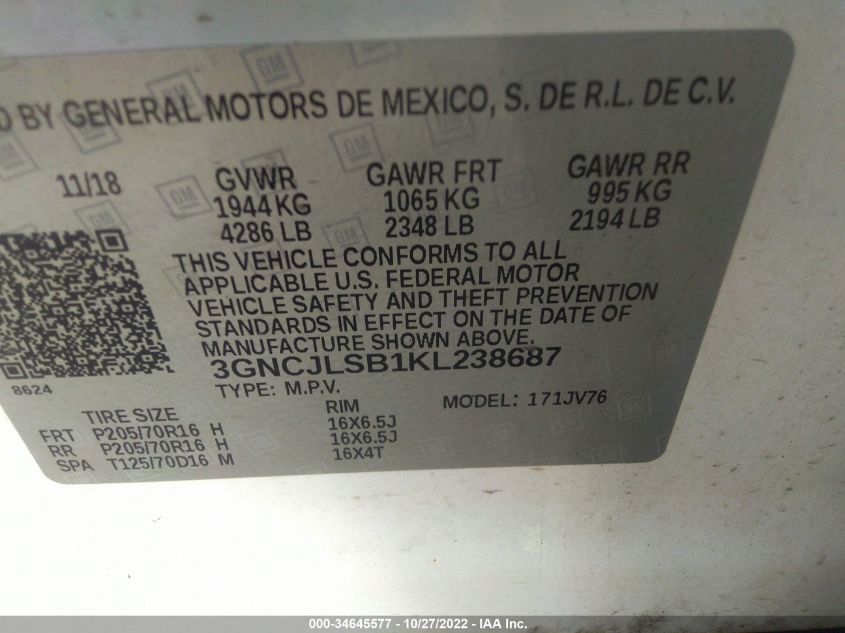 D BY GENERAL MOTORS DE MEXICO, S. DE R.L. DE C.V.
11/18 GVWR GAWR FRT GAWR RR
1944 KG 1065 KG 995 KG
4286 LB 2348 LB 2194 LB
THIS VEHICLE CONFORMS TO ALL
APPLICABLE U.S. FEDERAL MOTOR
VEHICLE SAFETY AND THEFT PREVENTION
STANDARDS IN EFFECT ON THE DATE OF
MANUFACTURE SHOWN ABOVE.
3GNCJLSB1KL238687
8624 TYPE: M.P.V. MODEL: 171JV76
TIRE SIZE RIM
FRT P205/70R16 H 16X6.5J
RR P205/70R16 H 16X6.5J
SPA T125/70D16 M 16X4T
000-34645577 - 10/27/2022 - © IAA Inc.